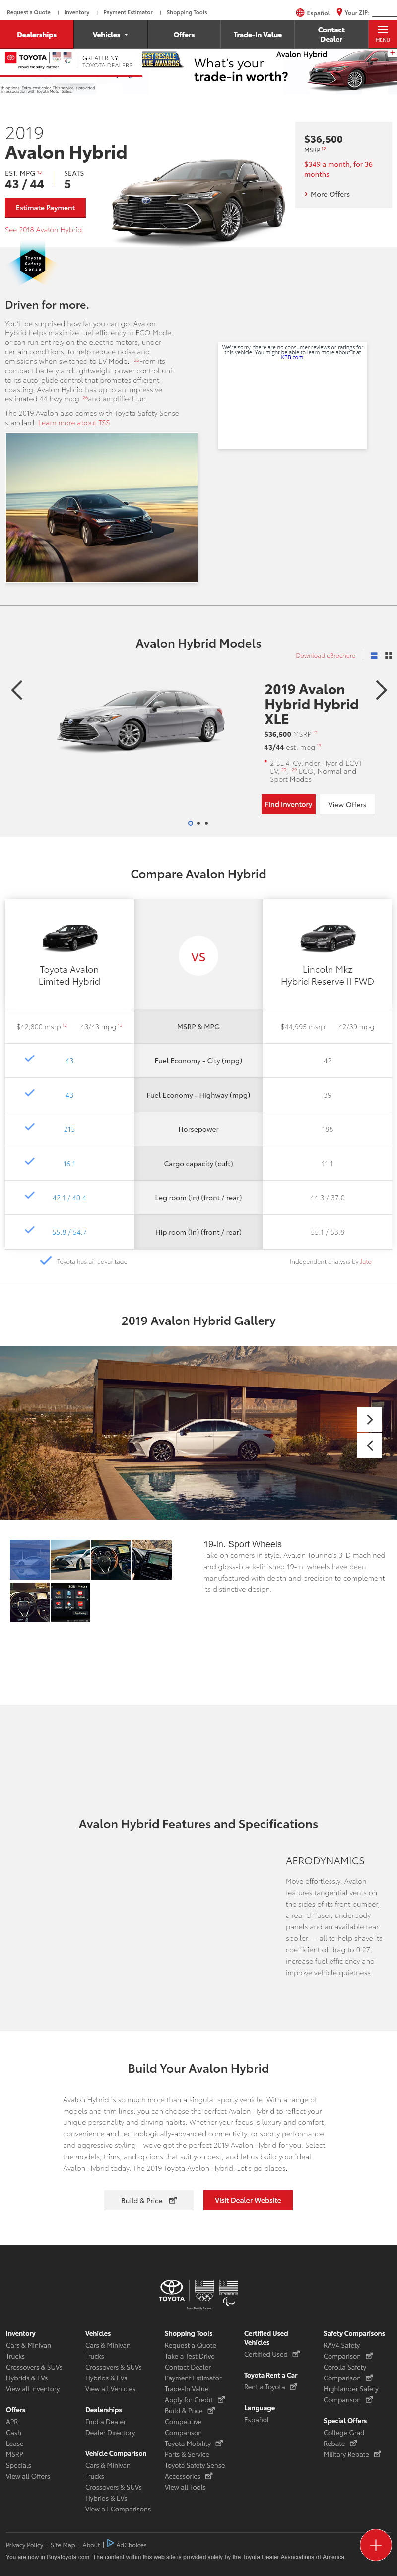 Request a Quote | Inventory | Payment Estimator | Shopping Tools
Español
Your ZIP:
Dealerships
Vehicles
Offers
Trade-In Value
Contact
Dealer
MENU
TOYOTA
Proud Mobility Partner
GREATER NY
TOYOTA DEALERS
BEST RESALE
VALUE AWARDS
What's your
trade-in worth?
Avalon Hybrid
2019
Avalon Hybrid
EST. MPG 13
43 / 44
SEATS
5
Estimate Payment
See 2018 Avalon Hybrid
$36,500
MSRP 12
$349 a month, for 36
months
More Offers
Toyota
Safety
Sense
Driven for more.
You'll be surprised how far you can go. Avalon
Hybrid helps maximize fuel efficiency in ECO Mode,
or can run entirely on the electric motors, under
certain conditions, to help reduce noise and
emissions when switched to EV Mode. 25From its
compact battery and lightweight power control unit
to its auto-glide control that promotes efficient
coasting, Avalon Hybrid has up to an impressive
estimated 44 hwy mpg 26and amplified fun.
The 2019 Avalon also comes with Toyota Safety Sense
standard. Learn more about TSS.
We're sorry, there are no consumer reviews or ratings for
this vehicle. You might be able to learn more about it at
KBB.com.
Avalon Hybrid Models
Download eBrochure
2019 Avalon
Hybrid Hybrid
XLE
$36,500 MSRP 12
43/44 est. mpg 13
2.5L 4-Cylinder Hybrid ECVT
EV, 25, 26 ECO, Normal and
Sport Modes
Find Inventory
View Offers
Compare Avalon Hybrid
Toyota Avalon
Limited Hybrid
VS
Lincoln Mkz
Hybrid Reserve II FWD
$42,800 msrp 12 43/43 mpg 13
MSRP & MPG
$44,995 msrp 42/39 mpg
43
Fuel Economy - City (mpg)
42
43
Fuel Economy - Highway (mpg)
39
215
Horsepower
188
16.1
Cargo capacity (cuft)
11.1
42.1 / 40.4
Leg room (in) (front / rear)
44.3 / 37.0
55.8 / 54.7
Hip room (in) (front / rear)
55.1 / 53.8
Toyota has an advantage
Independent analysis by Jato
2019 Avalon Hybrid Gallery
19-in. Sport Wheels
Take on corners in style. Avalon Touring's 3-D machined
and gloss-black-finished 19-in. wheels have been
manufactured with depth and precision to complement
its distinctive design.
Avalon Hybrid Features and Specifications
AERODYNAMICS
Move effortlessly. Avalon
features tangential vents on
the sides of its front bumper,
a rear diffuser, underbody
panels and an available rear
spoiler — all to help shave its
coefficient of drag to 0.27,
increase fuel efficiency and
improve vehicle quietness.
Build Your Avalon Hybrid
Avalon Hybrid is so much more than a singular sporty vehicle. With a range of
models and trim lines, you can choose the perfect Avalon Hybrid to reflect your
unique personality and driving habits. Whether your focus is luxury and comfort,
convenience and technologically-advanced connectivity, or sporty performance
and aggressive styling—we've got the perfect 2019 Avalon Hybrid for you. Select
the models, trims, and options that suit you best, and let us build your ideal
Avalon Hybrid today. The 2019 Toyota Avalon Hybrid. Let's go places.
Build & Price
Visit Dealer Website
TOYOTA
Inventory
Cars & Minivan
Trucks
Crossovers & SUVs
Hybrids & EVs
View all Inventory
Offers
APR
Cash
Lease
MSRP
Specials
View all Offers
Vehicles
Cars & Minivan
Trucks
Crossovers & SUVs
Hybrids & EVs
View all Vehicles
Dealerships
Find a Dealer
Dealer Directory
Vehicle Comparison
Cars & Minivan
Trucks
Crossovers & SUVs
Hybrids & EVs
View all Comparisons
Shopping Tools
Request a Quote
Take a Test Drive
Contact Dealer
Payment Estimator
Trade-In Value
Apply for Credit
Build & Price
Competitive
Comparison
Toyota Mobility
Parts & Service
Toyota Safety Sense
Accessories
View all Tools
Certified Used
Vehicles
Certified Used
Toyota Rent a Car
Rent a Toyota
Language
Español
Safety Comparisons
RAV4 Safety
Comparison
Corolla Safety
Comparison
Highlander Safety
Comparison
Special Offers
College Grad
Rebate
Military Rebate
Privacy Policy | Site Map | About | AdChoices
You are now in Buyatoyota.com. The content within this web site is provided solely by the Toyota Dealer Associations of America.